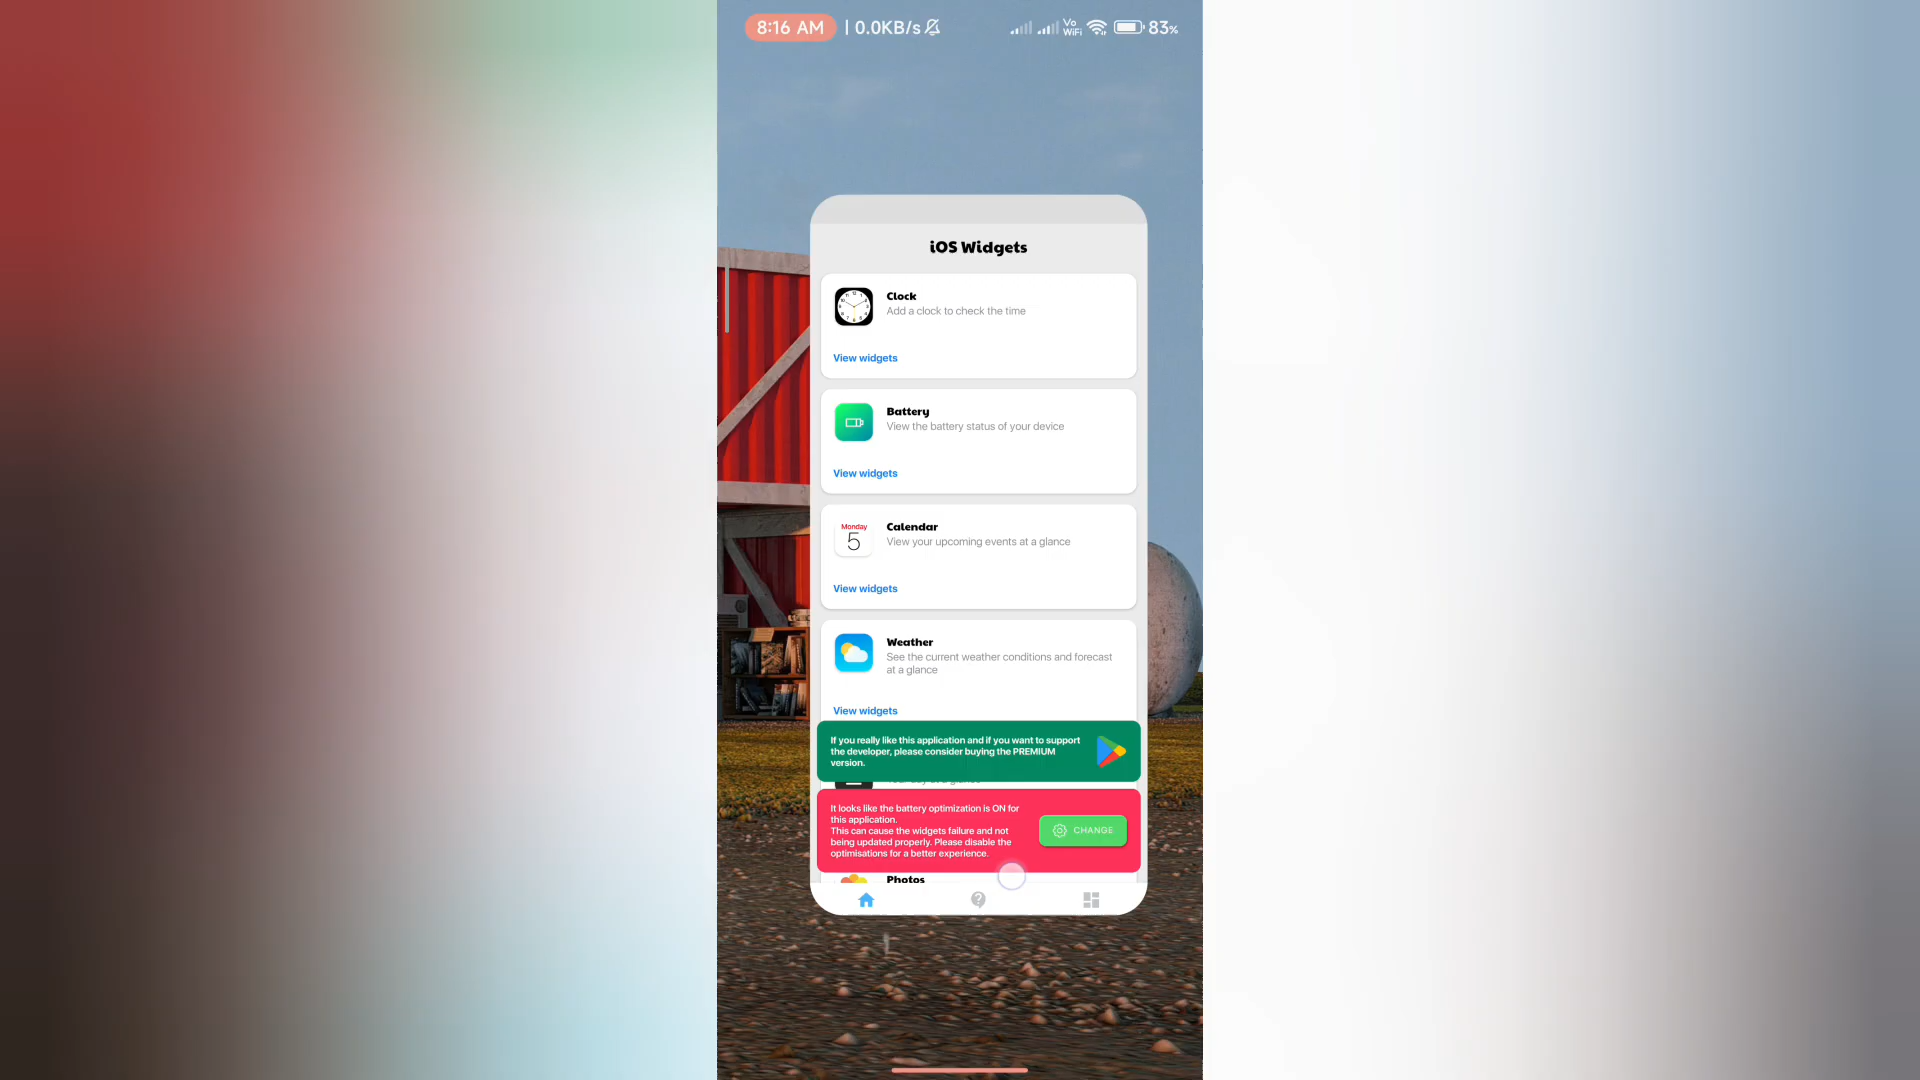 8:16 AM | 0.0KB/s Vo WiFi 83%
iOS Widgets
Clock
Add a clock to check the time
View widgets
Battery
View the battery status of your device
View widgets
Monday
5
Calendar
View your upcoming events at a glance
View widgets
Weather
See the current weather conditions and forecast
at a glance
View widgets
If you really like this application and if you want to support
the developer, please consider buying the PREMIUM
version.
It looks like the battery optimization is ON for
this application.
This can cause the widgets failure and not
being updated properly. Please disable the
optimisations for a better experience.
CHANGE
Photos